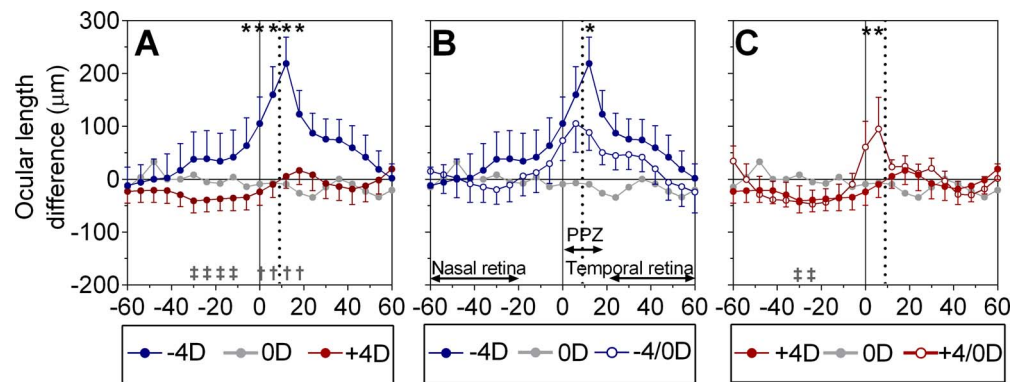 Ocular length
difference (µm)
300
200
100
0
-100
-200
A
*****
‡‡‡‡ ††††
-60 -40 -20 0 20 40 60
-4D 0D +4D
B
*
PPZ
Nasal retina Temporal retina
-60 -40 -20 0 20 40 60
-4D 0D -4/0D
C
**
‡‡
-60 -40 -20 0 20 40 60
+4D 0D +4/0D